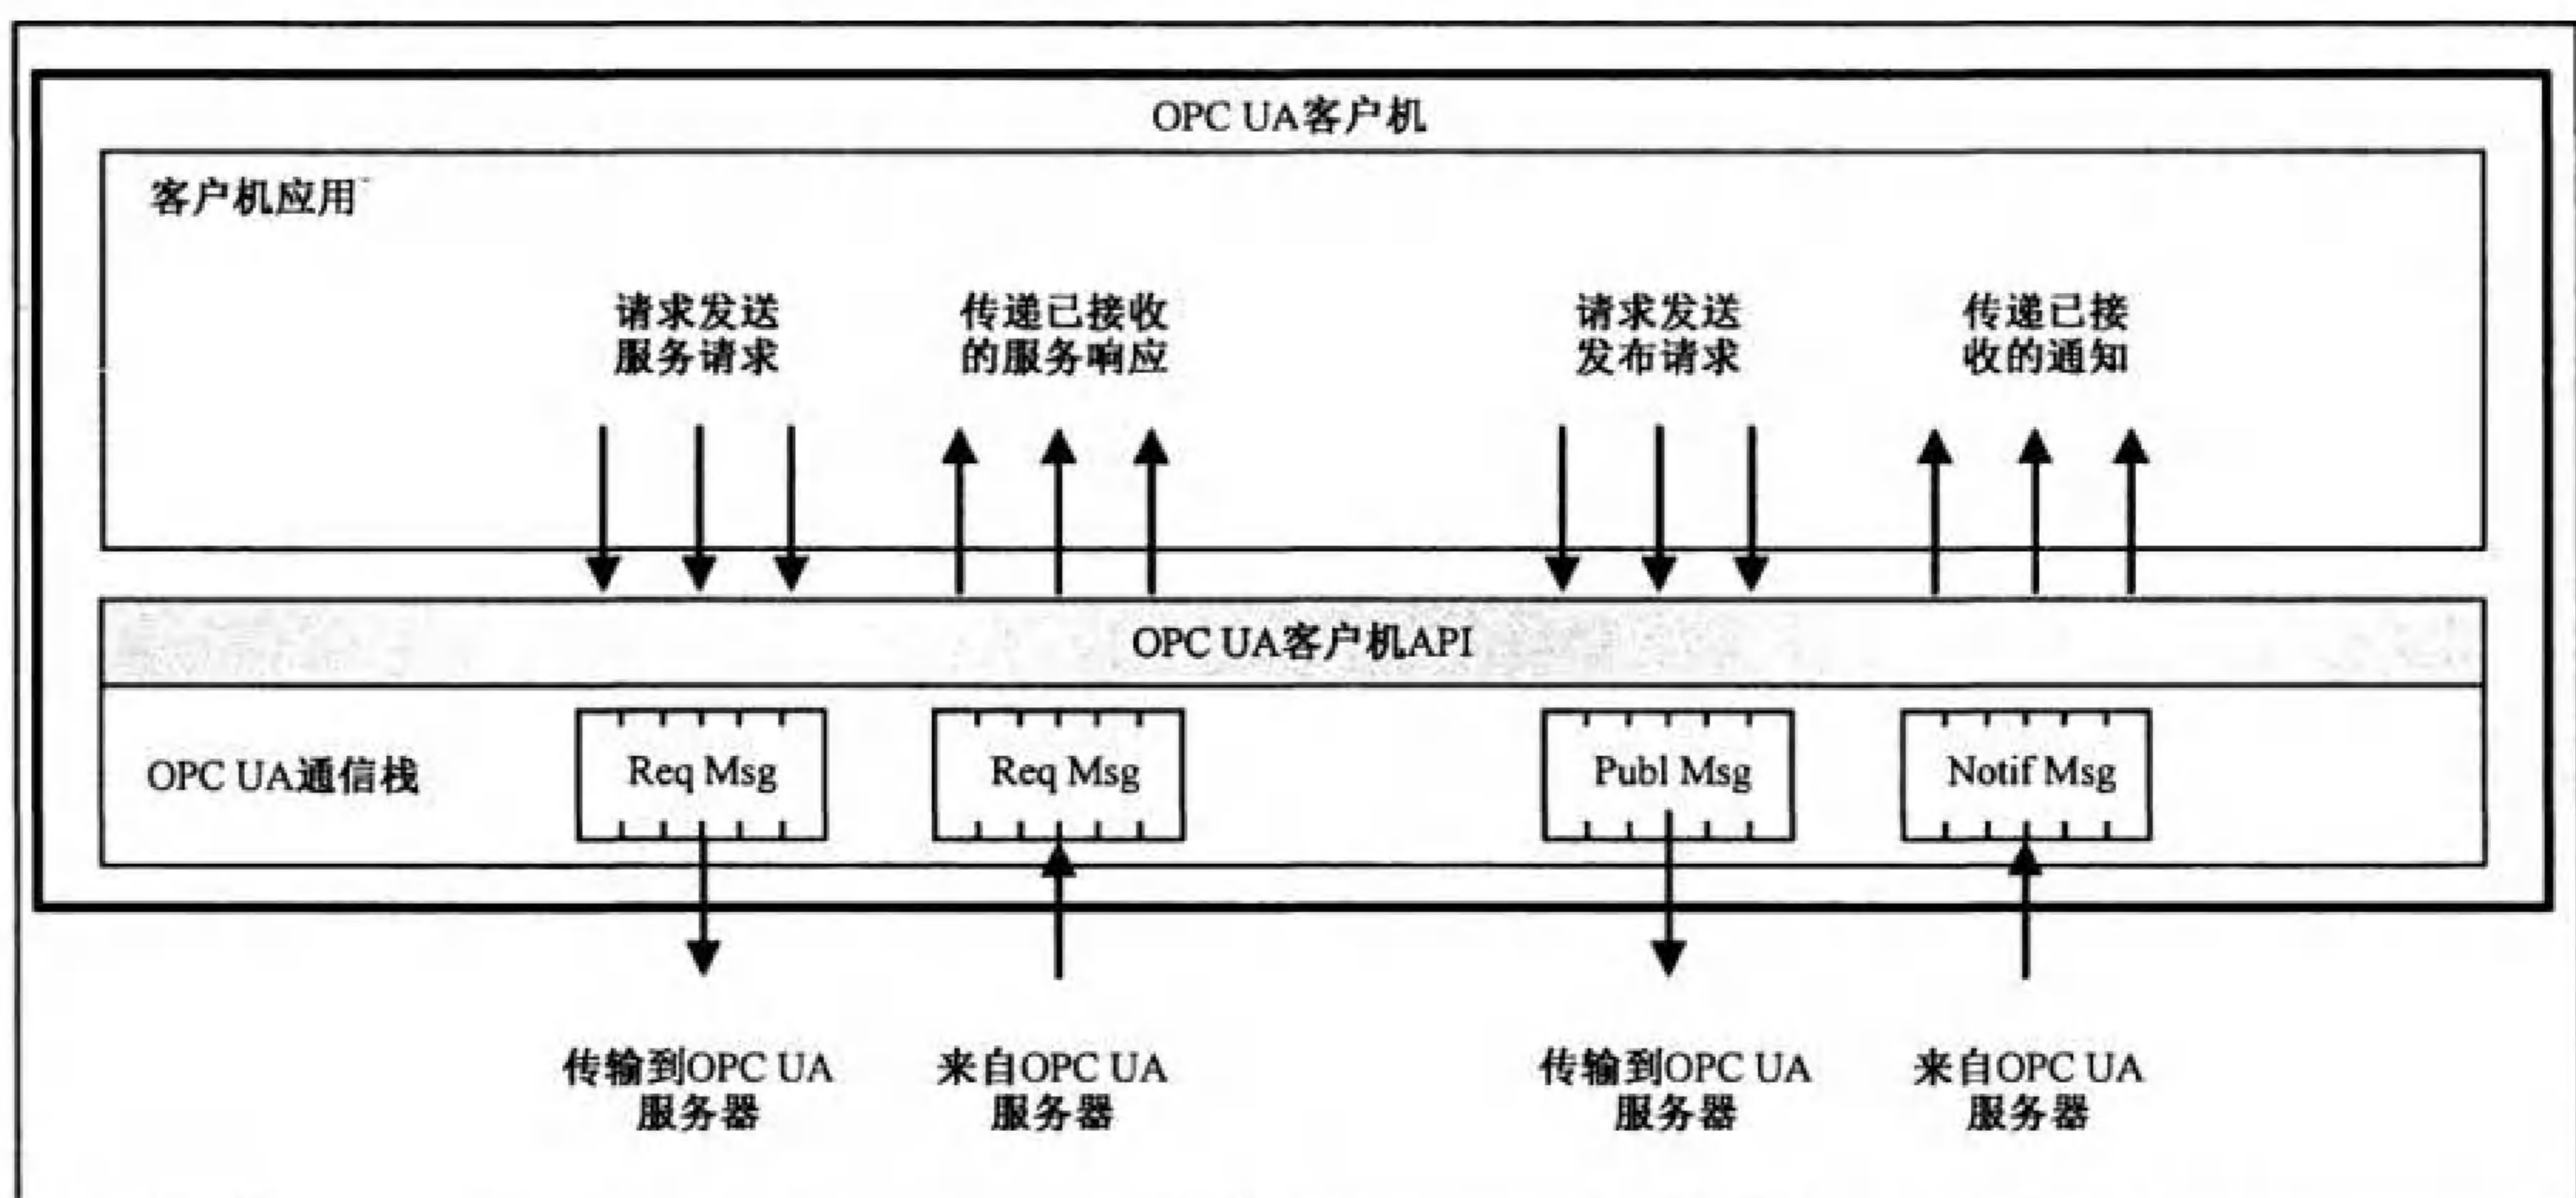 OPC UA客户机
客户机应用
请求发送
服务请求
传递已接收
的服务响应
请求发送
发布请求
传递已接
收的通知
OPC UA客户机API
OPC UA通信栈
Req Msg
Req Msg
Publ Msg
Notif Msg
传输到OPC UA
服务器
来自OPC UA
服务器
传输到OPC UA
服务器
来自OPC UA
服务器